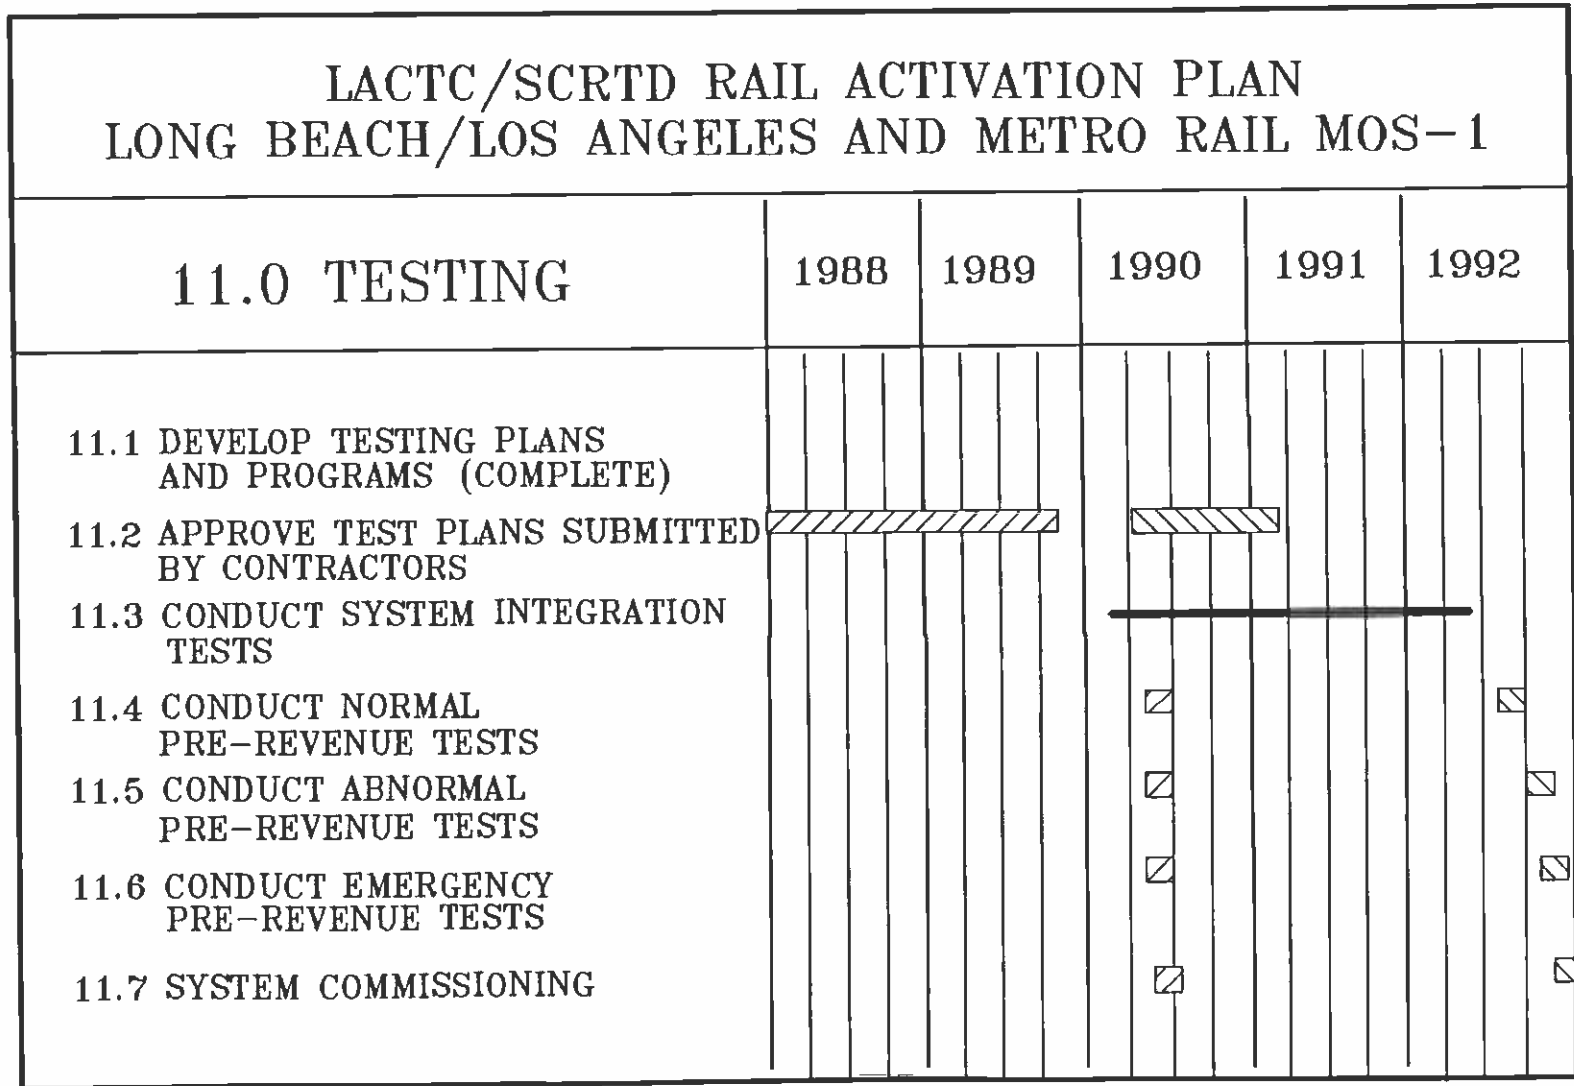 LACTC/SCRTD RAIL ACTIVATION PLAN
LONG BEACH/LOS ANGELES AND METRO RAIL MOS-1
11.0 TESTING
1988 1989 1990 1991 1992
11.1 DEVELOP TESTING PLANS
AND PROGRAMS (COMPLETE)
11.2 APPROVE TEST PLANS SUBMITTED
BY CONTRACTORS
11.3 CONDUCT SYSTEM INTEGRATION
TESTS
11.4 CONDUCT NORMAL
PRE-REVENUE TESTS
11.5 CONDUCT ABNORMAL
PRE-REVENUE TESTS
11.6 CONDUCT EMERGENCY
PRE-REVENUE TESTS
11.7 SYSTEM COMMISSIONING